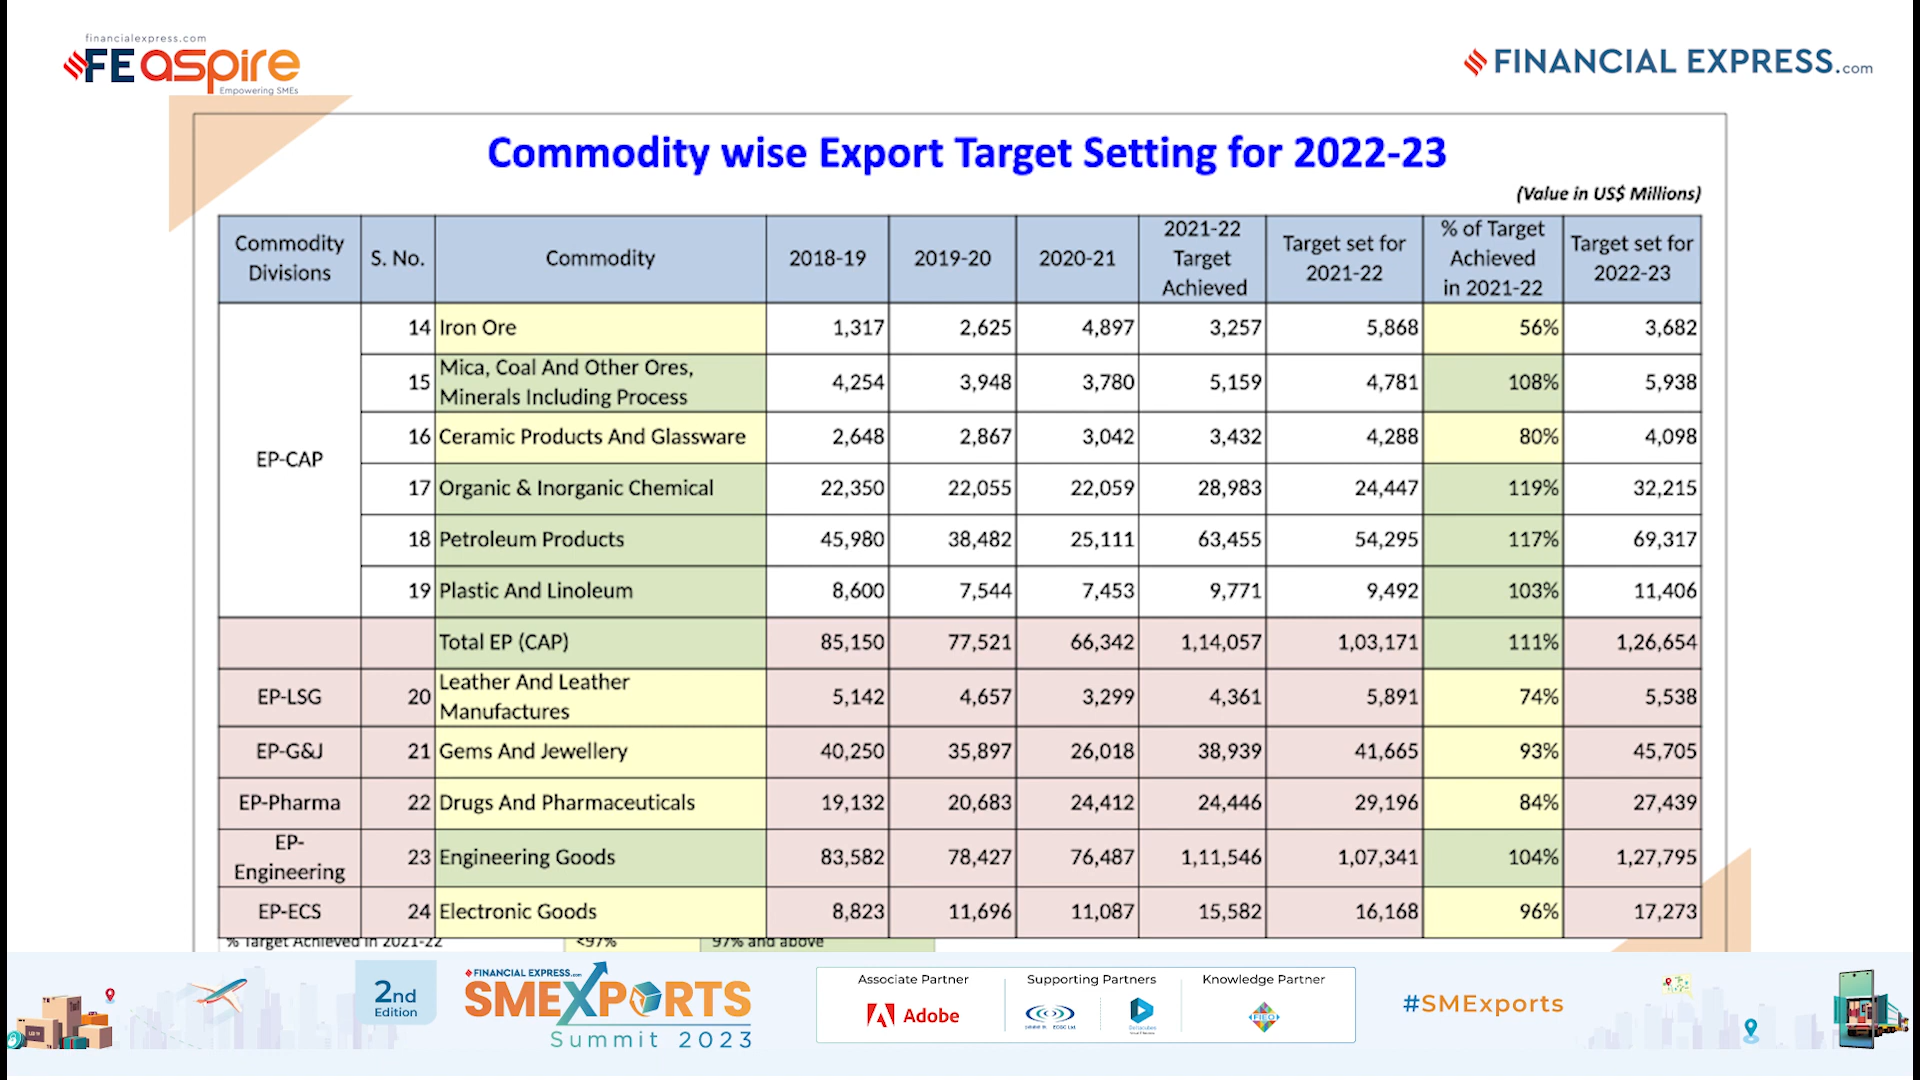 financialexpress.com
FE aspire
Empowering SMEs
FINANCIAL EXPRESS.com
Commodity wise Export Target Setting for 2022-23
(Value in US$ Millions)
Commodity Divisions S. No. Commodity 2018-19 2019-20 2020-21 2021-22 Target Achieved Target set for 2021-22 % of Target Achieved in 2021-22 Target set for 2022-23
EP-CAP
14 Iron Ore 1,317 2,625 4,897 3,257 5,868 56% 3,682
15 Mica, Coal And Other Ores, Minerals Including Process 4,254 3,948 3,780 5,159 4,781 108% 5,938
16 Ceramic Products And Glassware 2,648 2,867 3,042 3,432 4,288 80% 4,098
17 Organic & Inorganic Chemical 22,350 22,055 22,059 28,983 24,447 119% 32,215
18 Petroleum Products 45,980 38,482 25,111 63,455 54,295 117% 69,317
19 Plastic And Linoleum 8,600 7,544 7,453 9,771 9,492 103% 11,406
Total EP (CAP) 85,150 77,521 66,342 1,14,057 1,03,171 111% 1,26,654
EP-LSG 20 Leather And Leather Manufactures 5,142 4,657 3,299 4,361 5,891 74% 5,538
EP-G&J 21 Gems And Jewellery 40,250 35,897 26,018 38,939 41,665 93% 45,705
EP-Pharma 22 Drugs And Pharmaceuticals 19,132 20,683 24,412 24,446 29,196 84% 27,439
EP-Engineering 23 Engineering Goods 83,582 78,427 76,487 1,11,546 1,07,341 104% 1,27,795
EP-ECS 24 Electronic Goods 8,823 11,696 11,087 15,582 16,168 96% 17,273
% Target Achieved in 2021-22 <97% 97% and above
2nd Edition
FINANCIAL EXPRESS.com
SMEXPORTS
Summit 2023
Associate Partner Supporting Partners Knowledge Partner
Adobe
ECGC Ltd.
FIEO
#SMExports